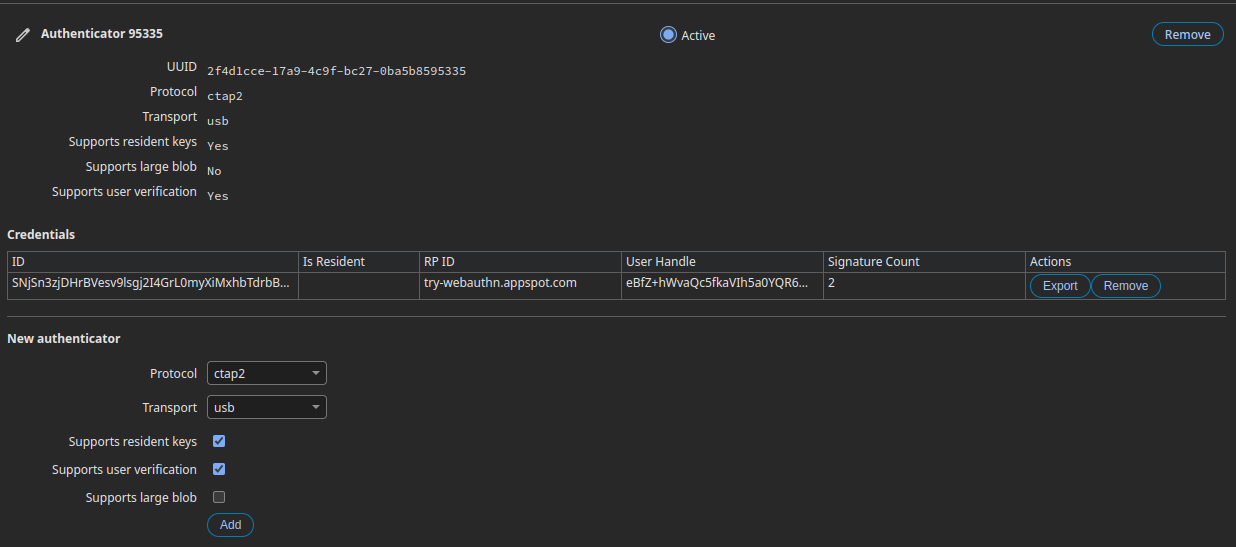 Authenticator 95335 Active Remove
UUID 2f4d1cce-17a9-4c9f-bc27-0ba5b8595335
Protocol ctap2
Transport usb
Supports resident keys Yes
Supports large blob No
Supports user verification Yes
Credentials
ID Is Resident RP ID User Handle Signature Count Actions
SNjSn3zjDHrBVesv9lsgj2I4GrL0myXiMxhbTdrbB... try-webauthn.appspot.com eBfZ+hWvaQc5fkaVIh5a0YQR6... 2 Export Remove
New authenticator
Protocol ctap2
Transport usb
Supports resident keys
Supports user verification
Supports large blob
Add